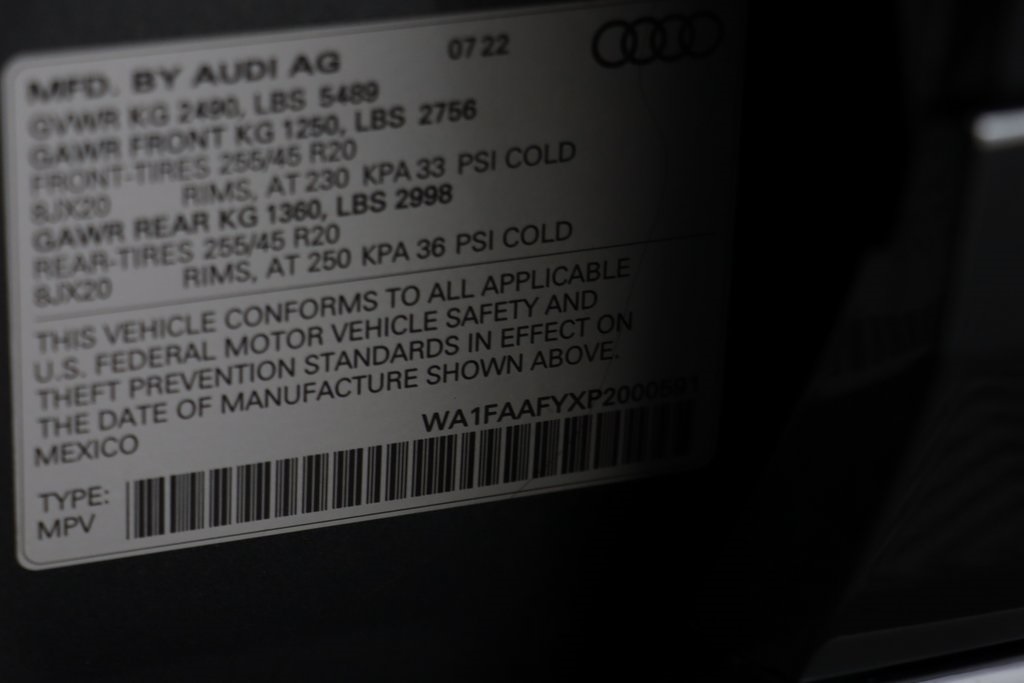 MFD. BY AUDI AG 07 22
GVWR KG 2490, LBS 5489
GAWR FRONT KG 1250, LBS 2756
FRONT-TIRES 255/45 R20
8JX20 RIMS, AT 230 KPA 33 PSI COLD
GAWR REAR KG 1360, LBS 2998
REAR-TIRES 255/45 R20
8JX20 RIMS, AT 250 KPA 36 PSI COLD
THIS VEHICLE CONFORMS TO ALL APPLICABLE
U.S. FEDERAL MOTOR VEHICLE SAFETY AND
THEFT PREVENTION STANDARDS IN EFFECT ON
THE DATE OF MANUFACTURE SHOWN ABOVE.
MEXICO WA1FAAFYXP2000591
TYPE:
MPV